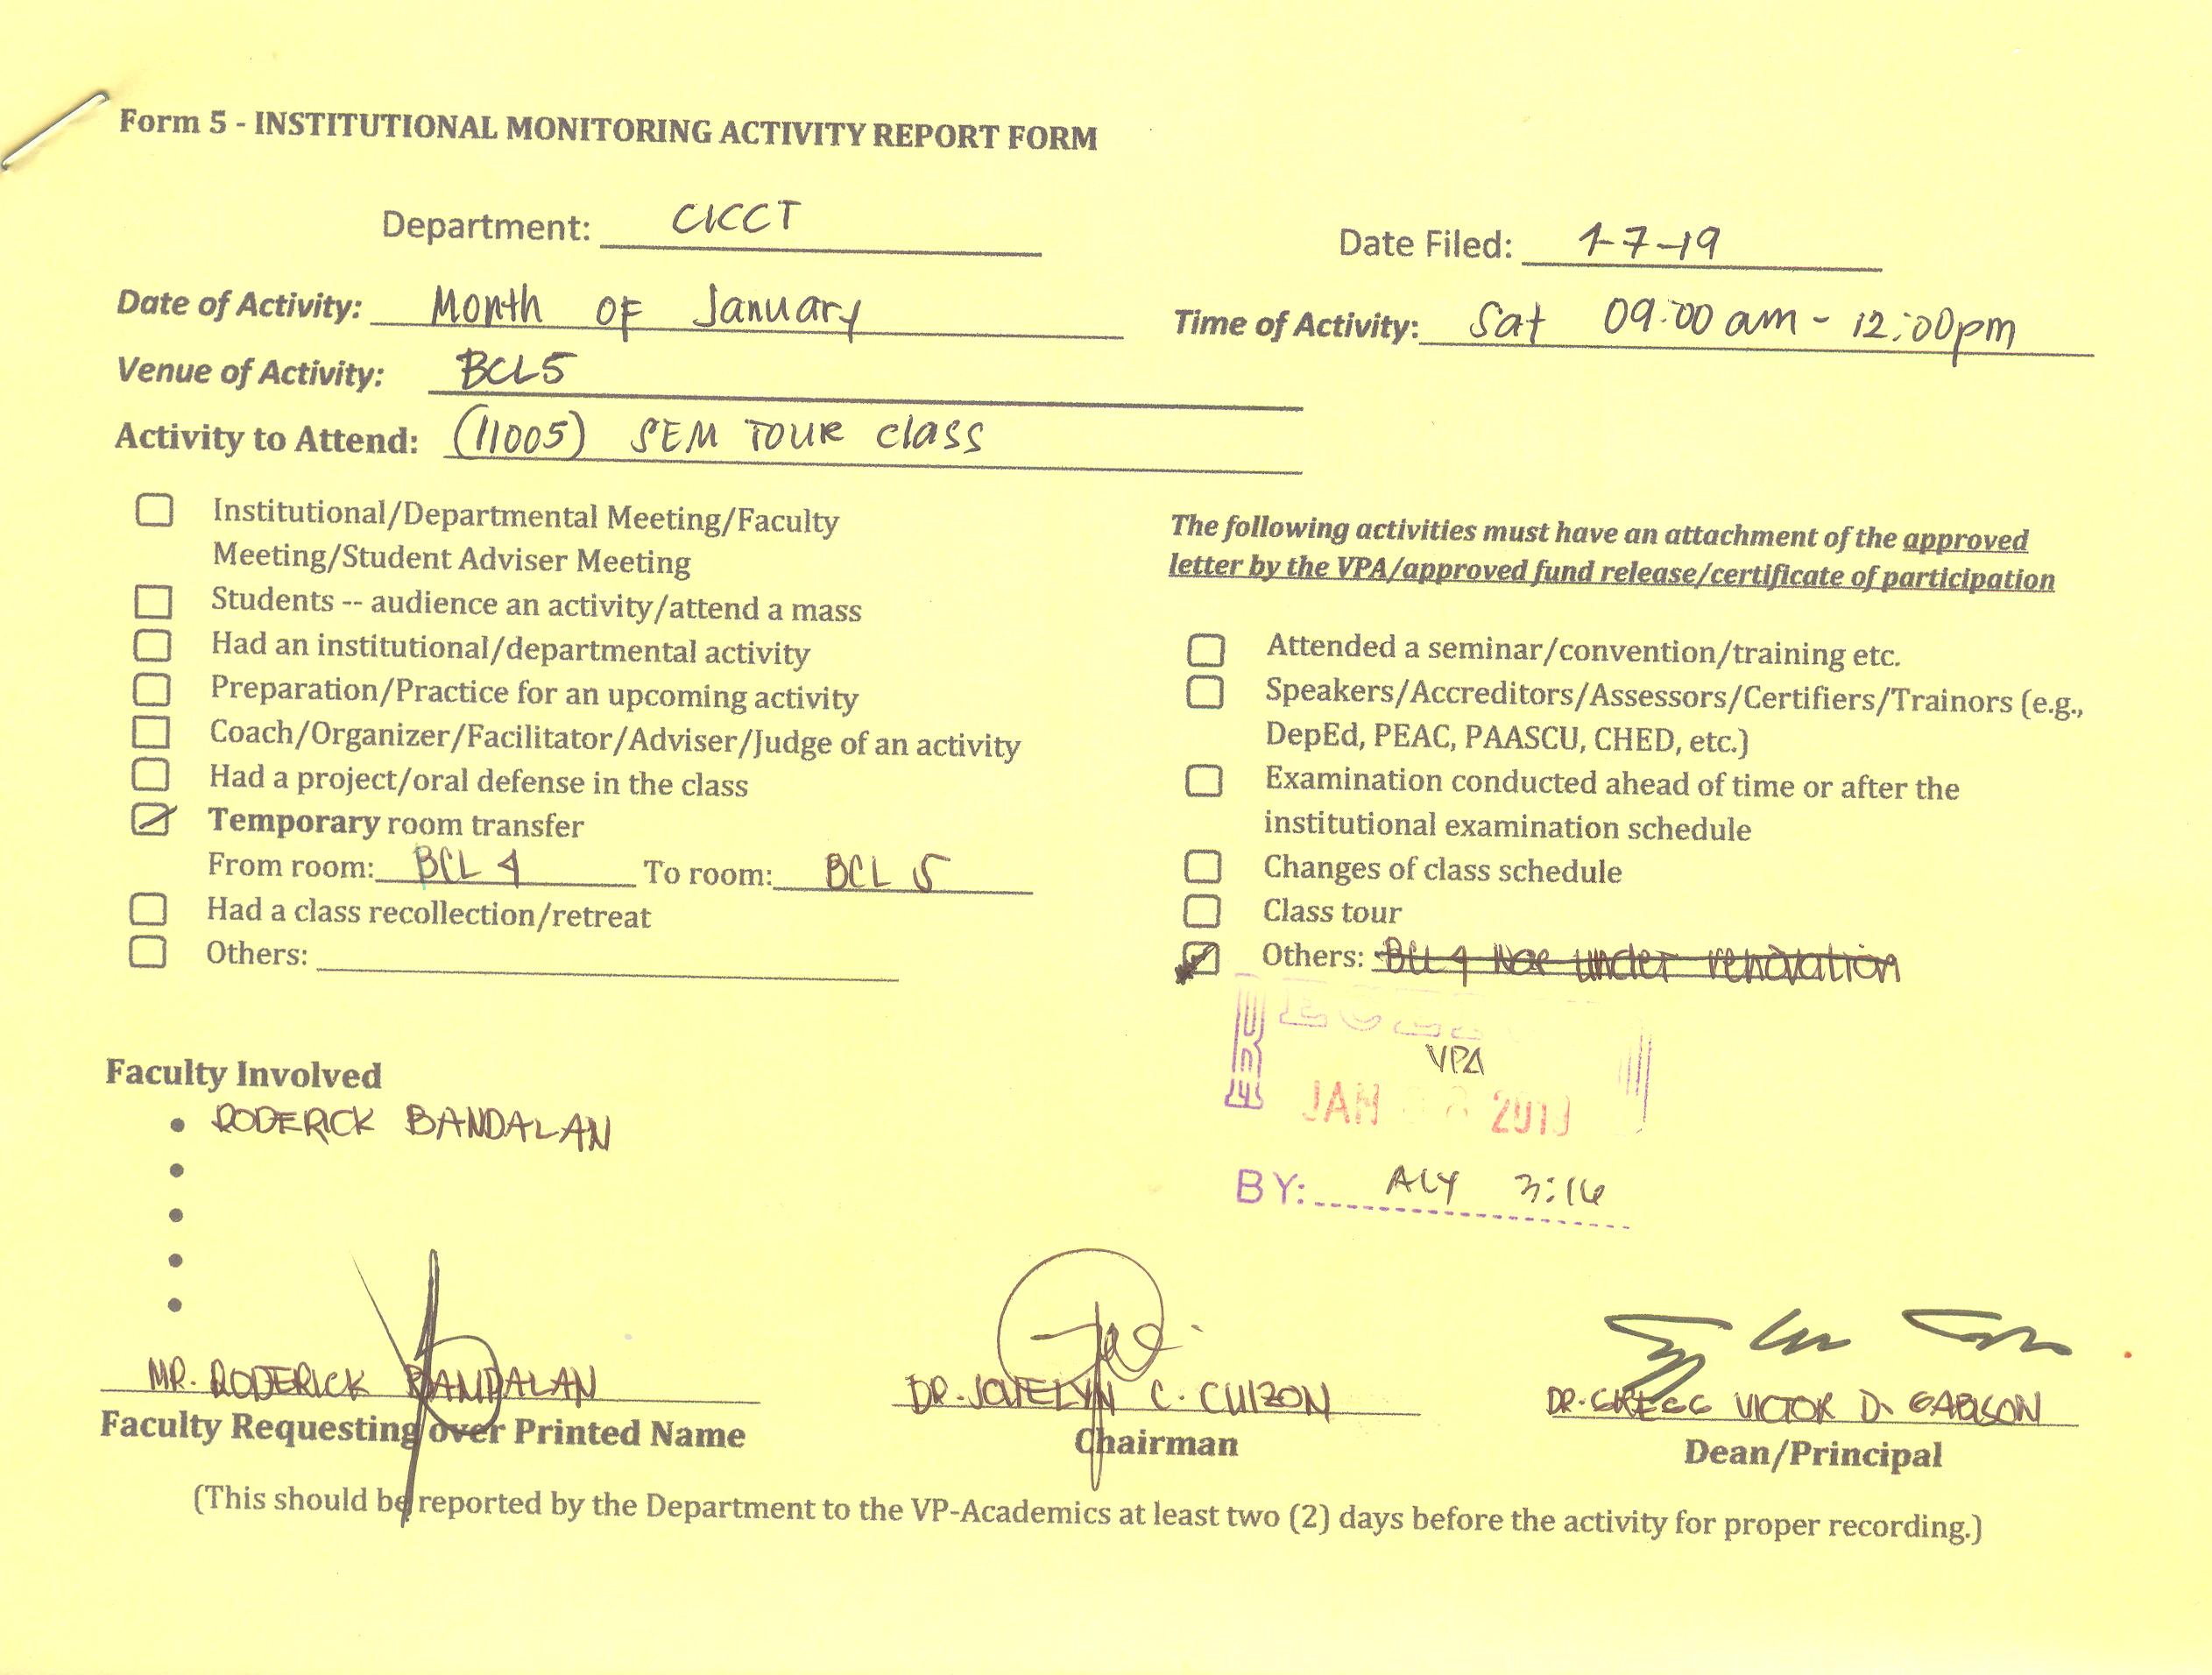 Form 5 - INSTITUTIONAL MONITORING ACTIVITY REPORT FORM
Department: CICCT
Date Filed: 1-7-19
Date of Activity: Month OF January
Time of Activity: Sat 09:00 am - 12:00pm
Venue of Activity: BCL5
Activity to Attend: (11005) SEM TOUR class
Institutional/Departmental Meeting/Faculty
Meeting/Student Adviser Meeting
Students -- audience an activity/attend a mass
Had an institutional/departmental activity
Preparation/Practice for an upcoming activity
Coach/Organizer/Facilitator/Adviser/Judge of an activity
Had a project/oral defense in the class
Temporary room transfer
From room: BCL 4 To room: BCL 5
Had a class recollection/retreat
Others:
The following activities must have an attachment of the approved
letter by the VPA/approved fund release/certificate of participation
Attended a seminar/convention/training etc.
Speakers/Accreditors/Assessors/Certifiers/Trainors (e.g.,
DepEd, PEAC, PAASCU, CHED, etc.)
Examination conducted ahead of time or after the
institutional examination schedule
Changes of class schedule
Class tour
Others: BCL 4 under renovation
VPA
JAN 2019
BY: ALY 3:16
Faculty Involved
• RODERICK BANDALAN
•
•
•
•
MR. RODERICK BANDALAN
Faculty Requesting over Printed Name
DR. JOVELYN C. CUIZON
Chairman
DR. GREGG VICTOR D. GABISON
Dean/Principal
(This should be reported by the Department to the VP-Academics at least two (2) days before the activity for proper recording.)